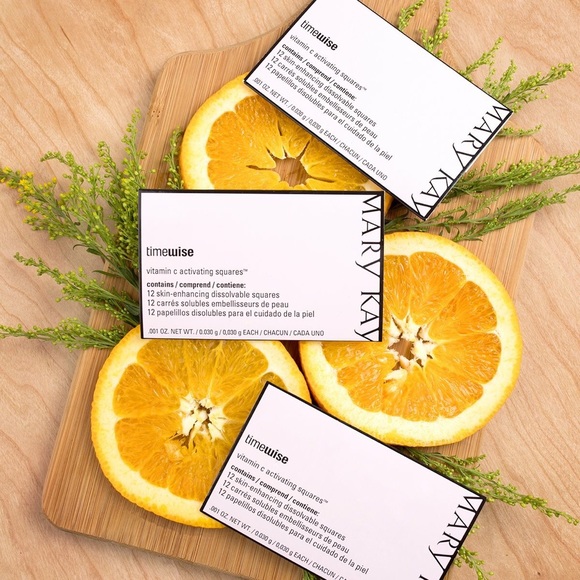 timewise
vitamin c activating squares™
contains / comprend / contiene:
12 skin-enhancing dissolvable squares
12 carrés solubles embellisseurs de peau
12 papelillos disolubles para el cuidado de la piel
.001 OZ. NET WT. / 0.030 g / 0,030 g EACH / CHACUN / CADA UNO
MARY KAY
timewise
vitamin c activating squares™
contains / comprend / contiene:
12 skin-enhancing dissolvable squares
12 carrés solubles embellisseurs de peau
12 papelillos disolubles para el cuidado de la piel
.001 OZ. NET WT. / 0.030 g / 0,030 g EACH / CHACUN / CADA UNO
MARY KAY
timewise
vitamin c activating squares™
contains / comprend / contiene:
12 skin-enhancing dissolvable squares
12 carrés solubles embellisseurs de peau
12 papelillos disolubles para el cuidado de la piel
.001 OZ. NET WT. / 0.030 g / 0,030 g EACH / CHACUN / CADA UNO
MARY KAY